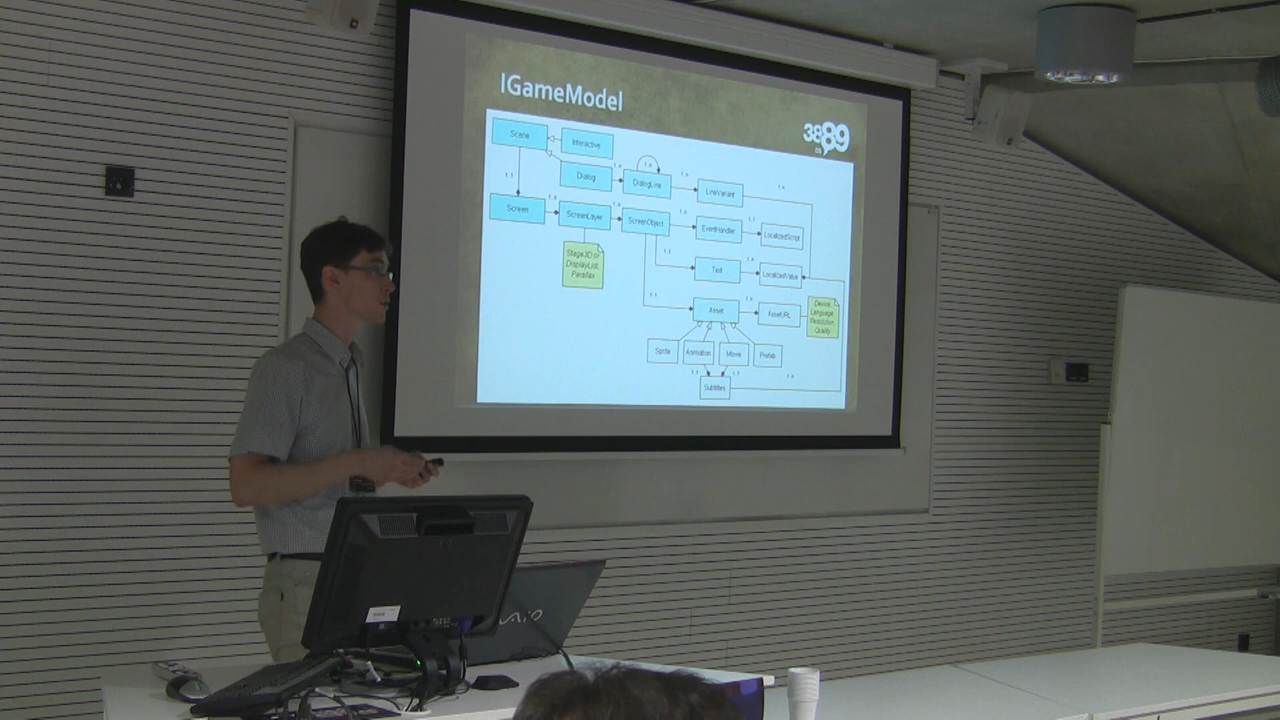 IGameModel
3889
Scene
Interactive
Dialog
DialogLine
LineVariant
Screen
ScreenLayer
ScreenObject
EventHandler
LocalizedScript
Stage3D or
DisplayList.
Parallax
Text
LocalizedValue
Asset
AssetURL
Device
Language
Resolution
Quality
Sprite
Animation
Movie
Prefab
Subtitles
VAIO